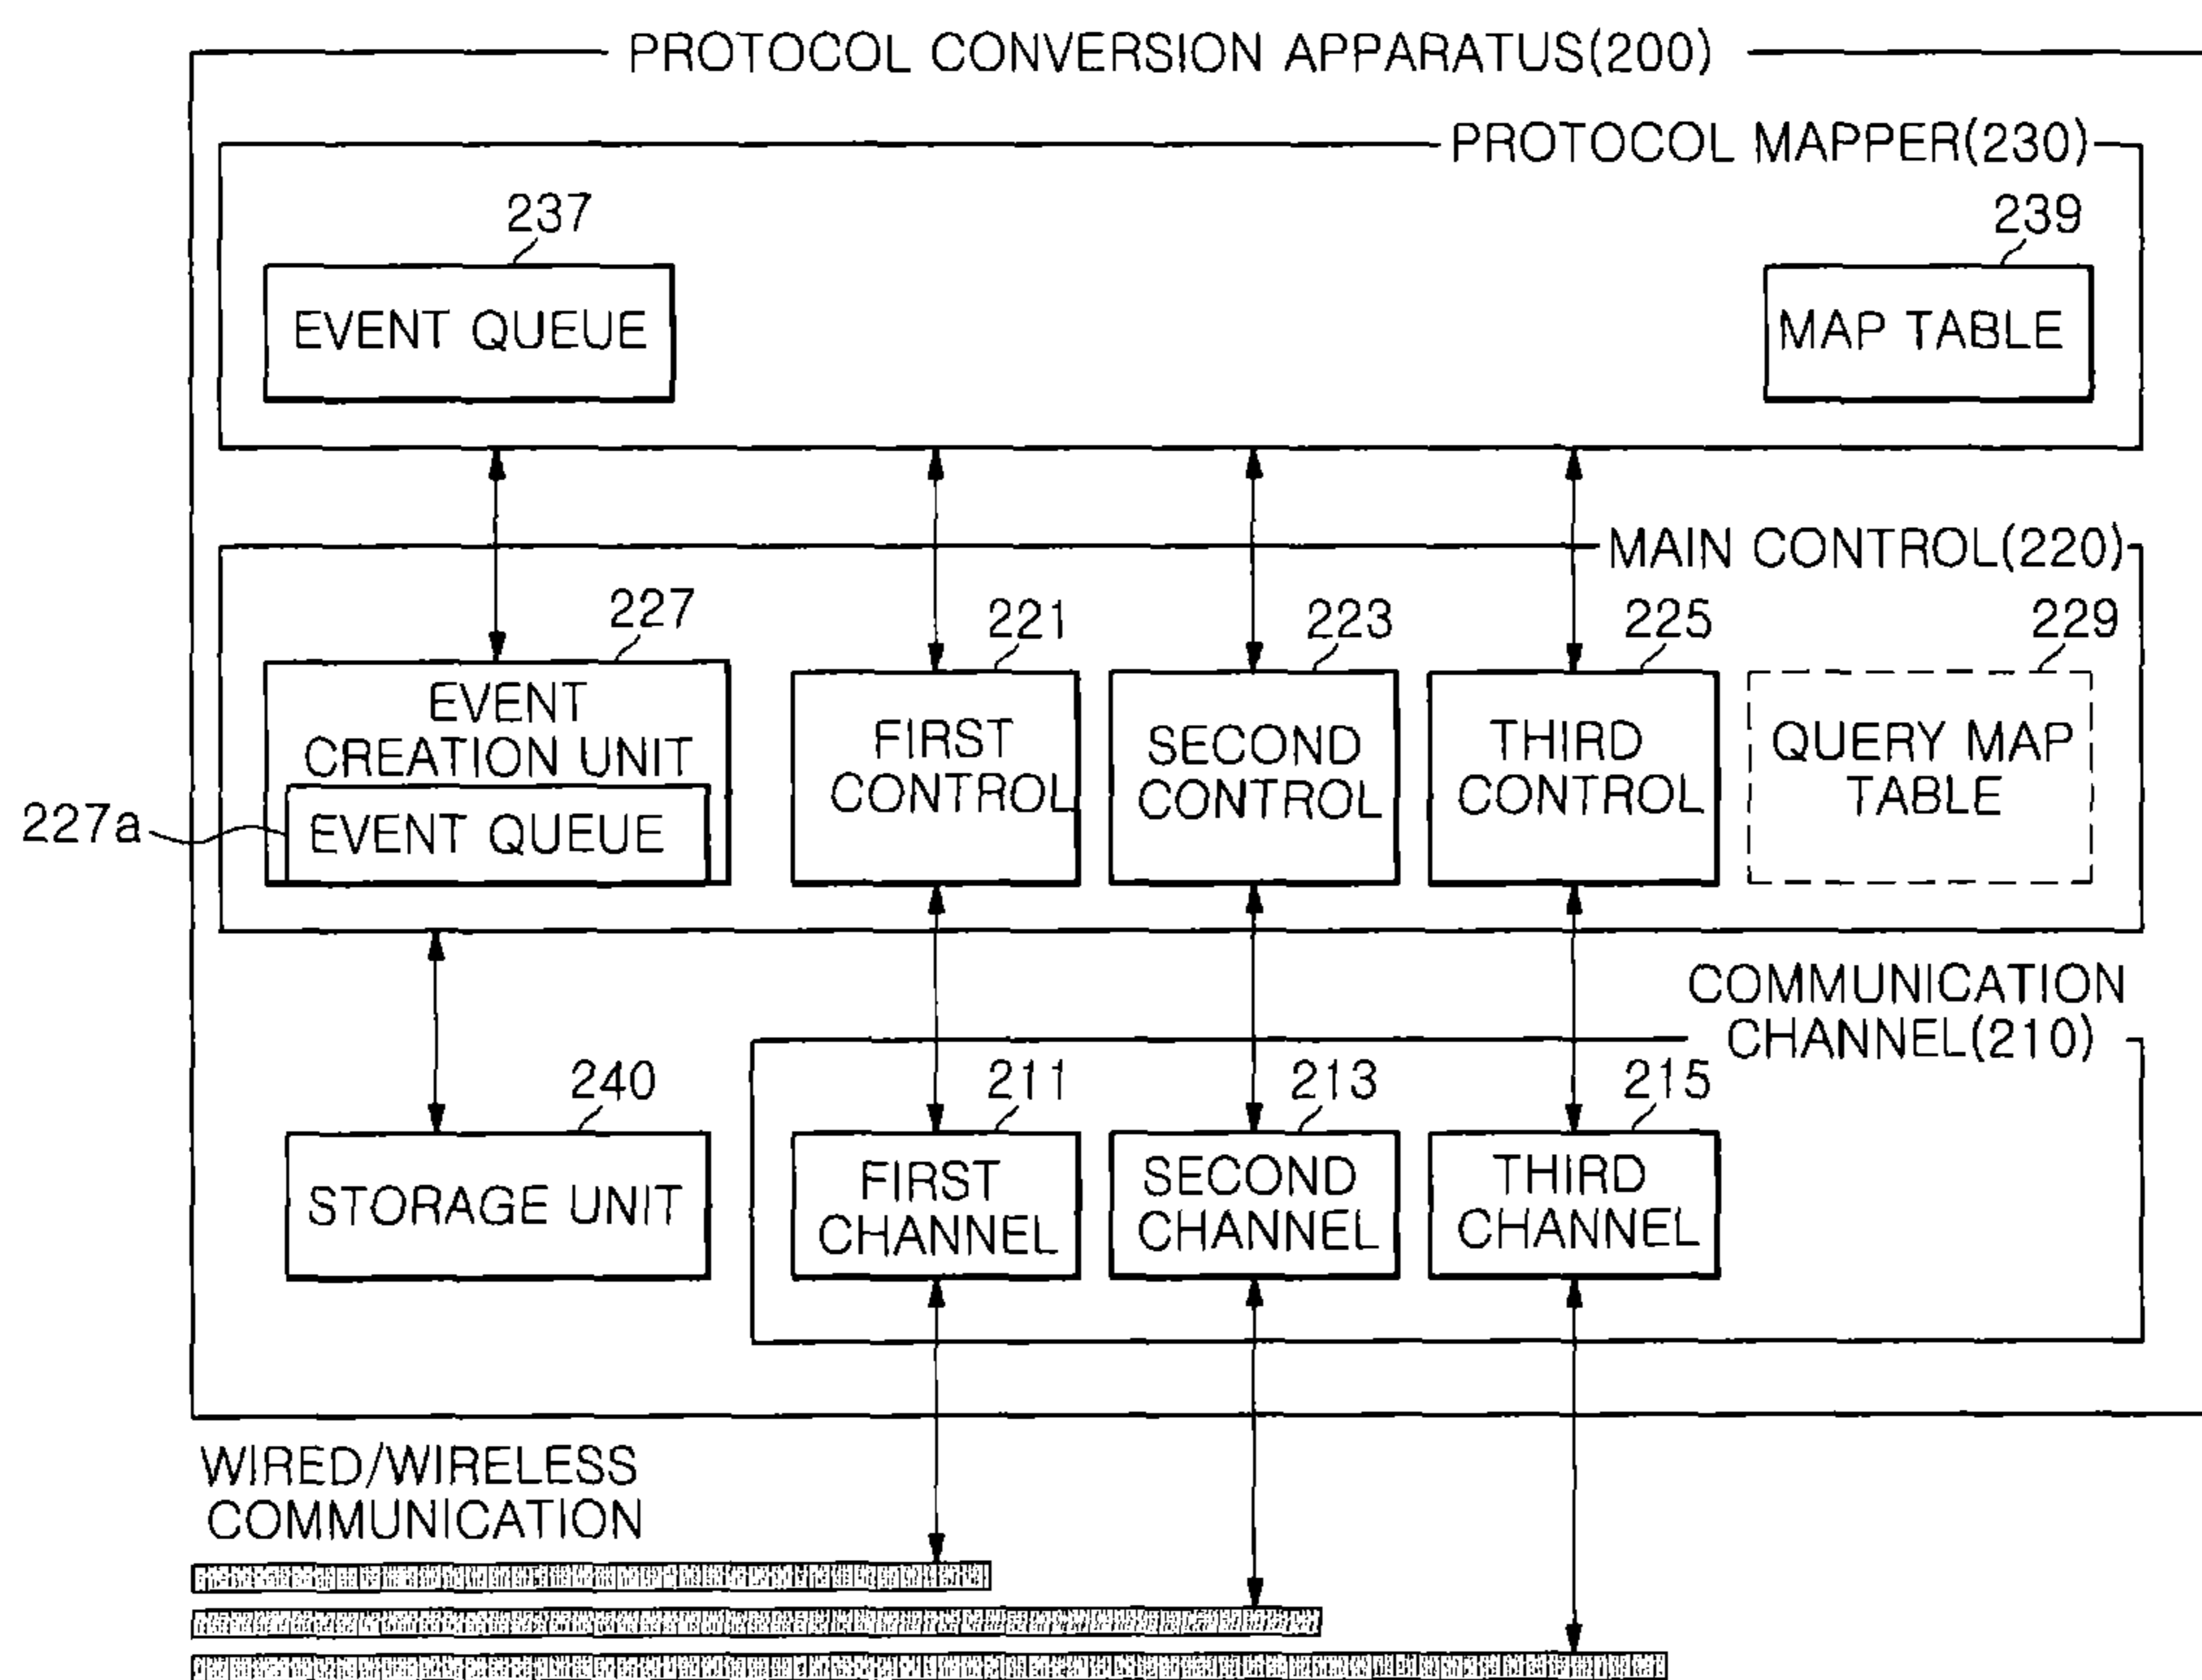 PROTOCOL CONVERSION APPARATUS(200)
PROTOCOL MAPPER(230)
237
239
EVENT QUEUE
MAP TABLE
MAIN CONTROL(220)
227
221
223
225
229
EVENT
CREATION UNIT
EVENT QUEUE
227a
FIRST
CONTROL
SECOND
CONTROL
THIRD
CONTROL
QUERY MAP
TABLE
COMMUNICATION
CHANNEL(210)
240
211
213
215
STORAGE UNIT
FIRST
CHANNEL
SECOND
CHANNEL
THIRD
CHANNEL
WIRED/WIRELESS
COMMUNICATION